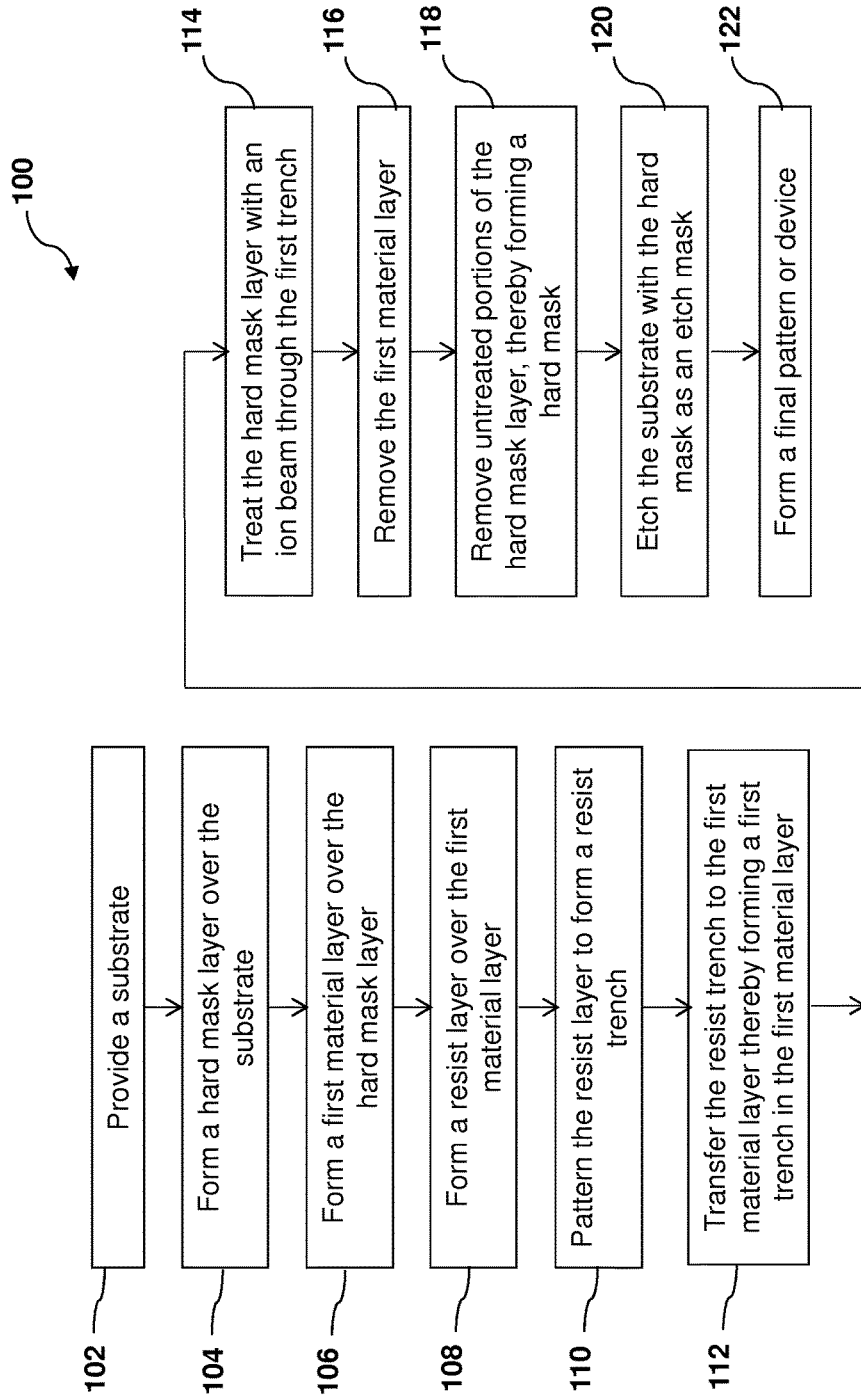 100
102
Provide a substrate
104
Form a hard mask layer over the
substrate
106
Form a first material layer over the
hard mask layer
108
Form a resist layer over the first
material layer
110
Pattern the resist layer to form a resist
trench
112
Transfer the resist trench to the first
material layer thereby forming a first
trench in the first material layer
114
Treat the hard mask layer with an
ion beam through the first trench
116
Remove the first material layer
118
Remove untreated portions of the
hard mask layer, thereby forming a
hard mask
120
Etch the substrate with the hard
mask as an etch mask
122
Form a final pattern or device